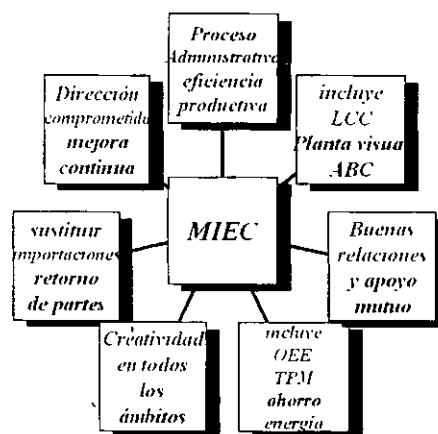 Proceso
Administrativo
eficiencia
productiva
incluye
LCC
Planta visua
ABC
Buenas
relaciones
y apoyo
mutuo
incluye
OEE
TPM
ahorro
energía
Creatividad
en todos
los
ámbitos
sustituir
importaciones
retorno
de partes
Dirección
comprometida
mejora
continua
MIEC